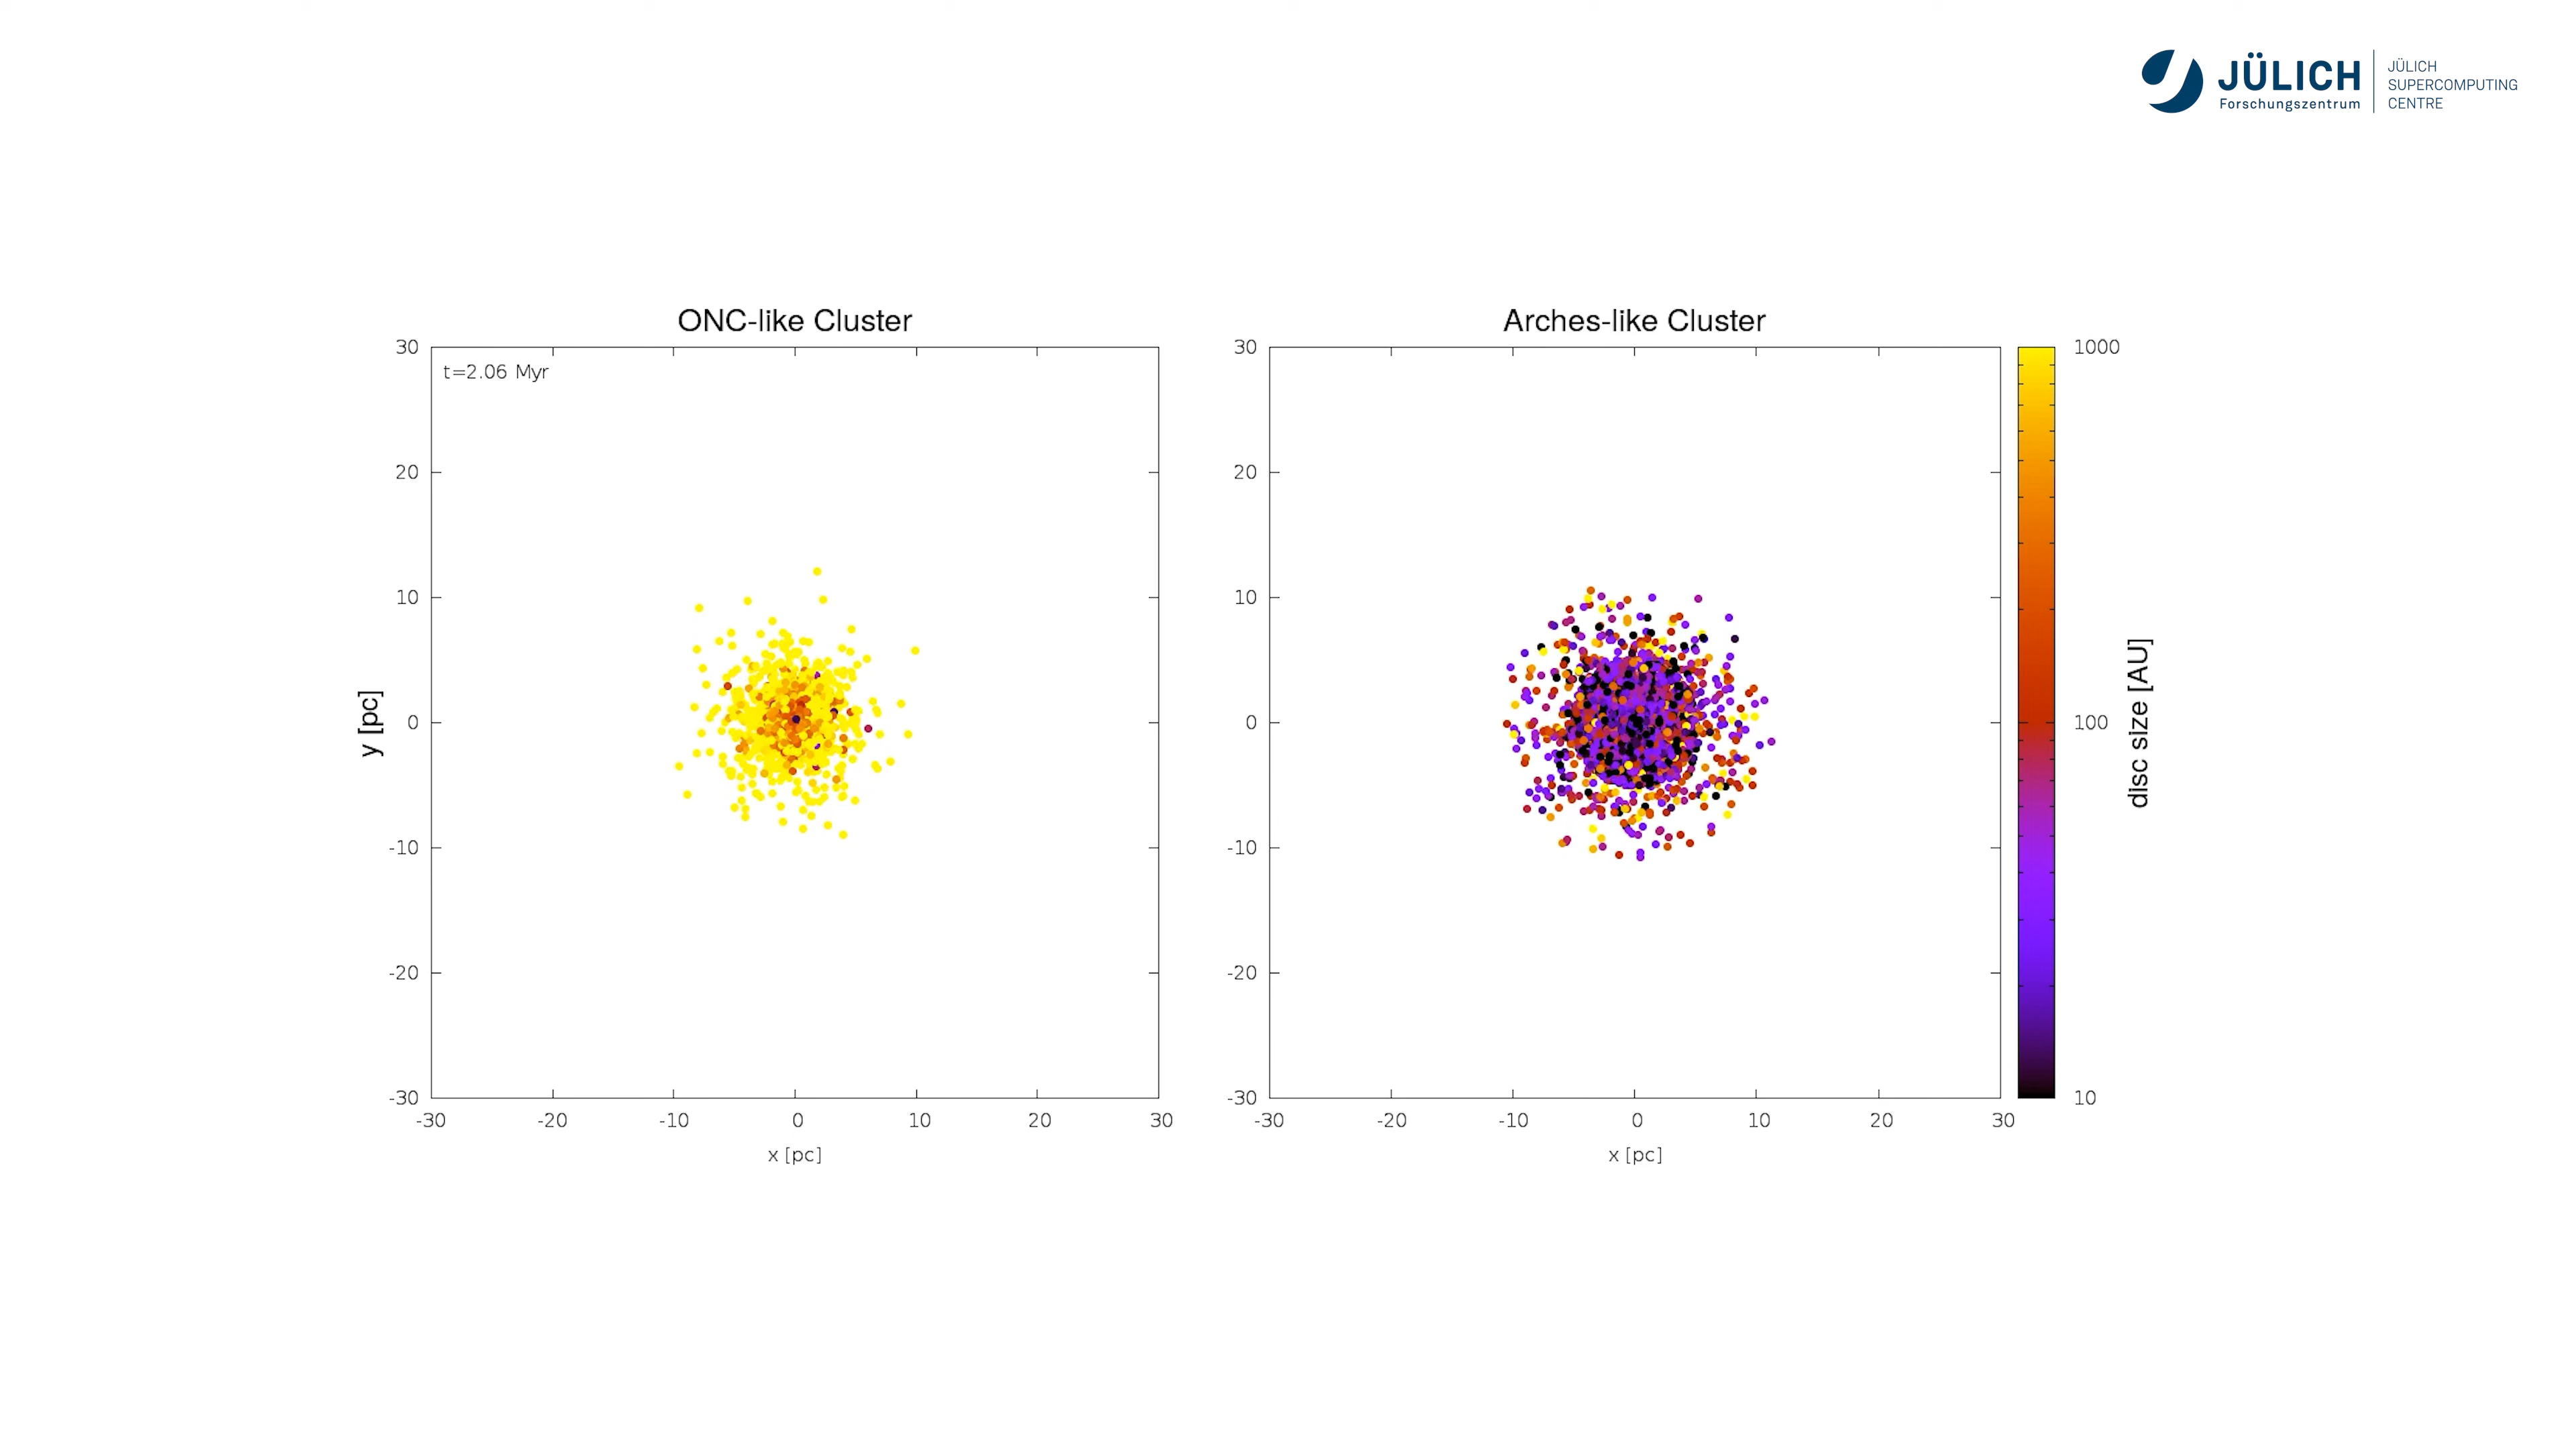 JÜLICH
Forschungszentrum
JÜLICH
SUPERCOMPUTING
CENTRE
ONC-like Cluster
t=2.06 Myr
30
20
10
0
-10
-20
-30
y [pc]
-30 -20 -10 0 10 20 30
x [pc]
Arches-like Cluster
30
20
10
0
-10
-20
-30
-30 -20 -10 0 10 20 30
x [pc]
1000
100
10
disc size [AU]